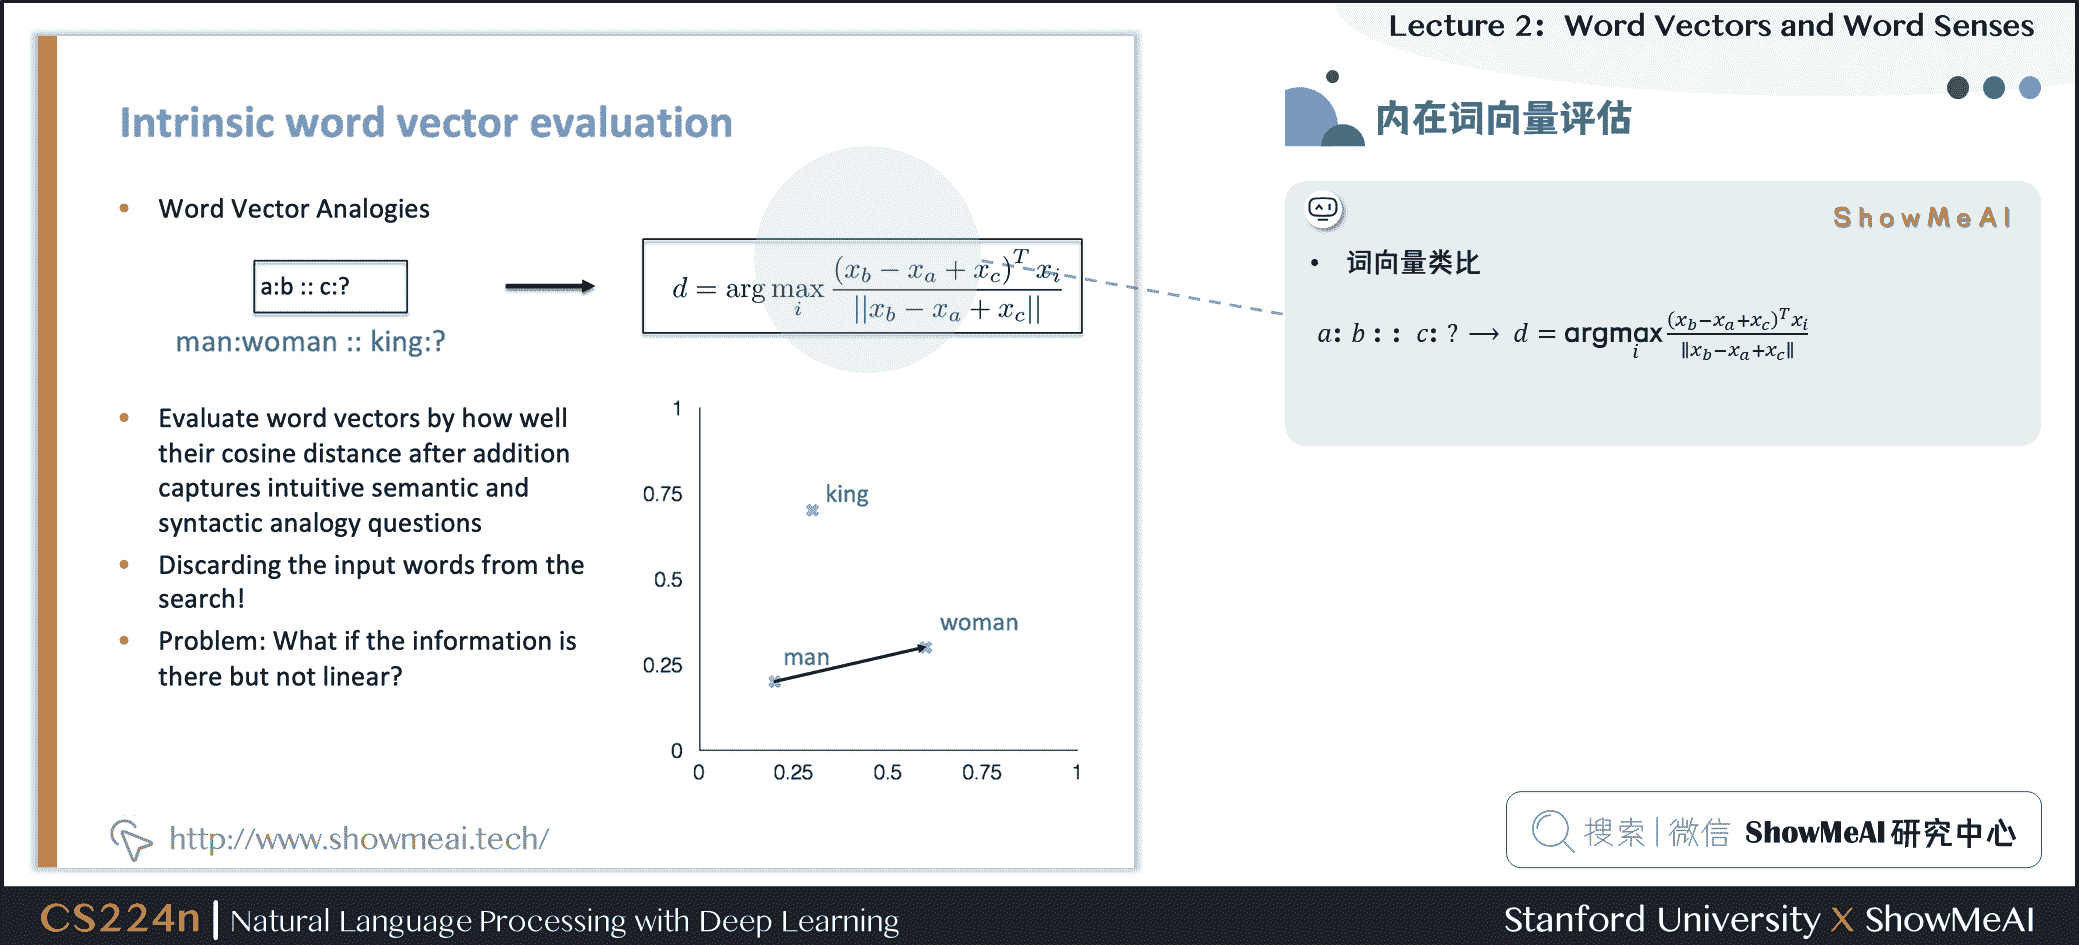 Lecture 2: Word Vectors and Word Senses
Intrinsic word vector evaluation
• Word Vector Analogies
a:b :: c:?
man:woman :: king:?
d = arg max_i (x_b − x_a + x_c)^T x_i / ||x_b − x_a + x_c||
• Evaluate word vectors by how well
their cosine distance after addition
captures intuitive semantic and
syntactic analogy questions
• Discarding the input words from the
search!
• Problem: What if the information is
there but not linear?
1
0.75
0.5
0.25
0
0 0.25 0.5 0.75 1
king
woman
man
http://www.showmeai.tech/
内在词向量评估
ShowMeAI
• 词向量类比
a: b :: c: ? ⟶ d = argmax_i (x_b−x_a+x_c)^T x_i / ‖x_b−x_a+x_c‖
搜索 | 微信 ShowMeAI 研究中心
CS224n | Natural Language Processing with Deep Learning
Stanford University X ShowMeAI